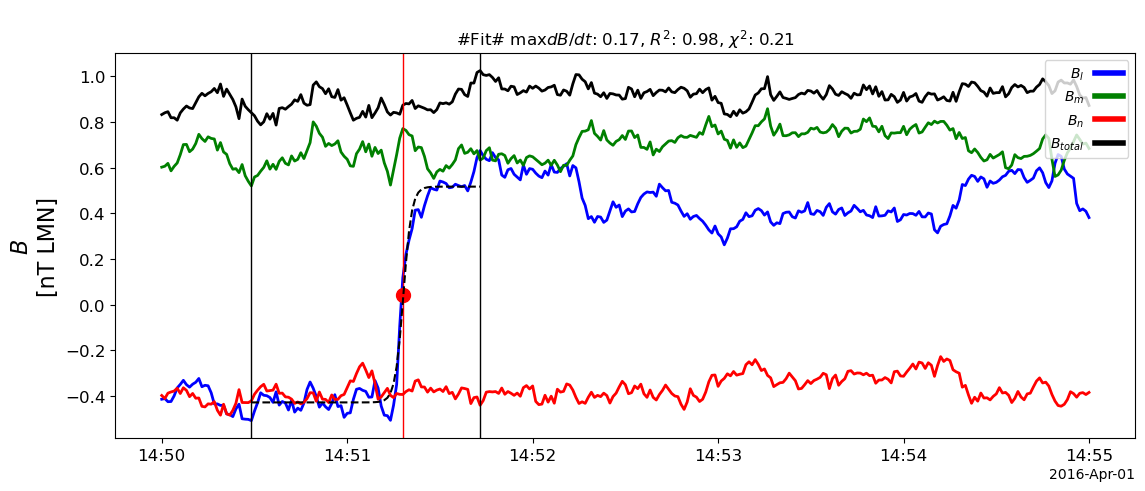 #Fit# maxdB/dt: 0.17, R²: 0.98, χ²: 0.21
B
[nT LMN]
1.0
0.8
0.6
0.4
0.2
0.0
−0.2
−0.4
B_l
B_m
B_n
B_total
14:50 14:51 14:52 14:53 14:54 14:55
2016-Apr-01